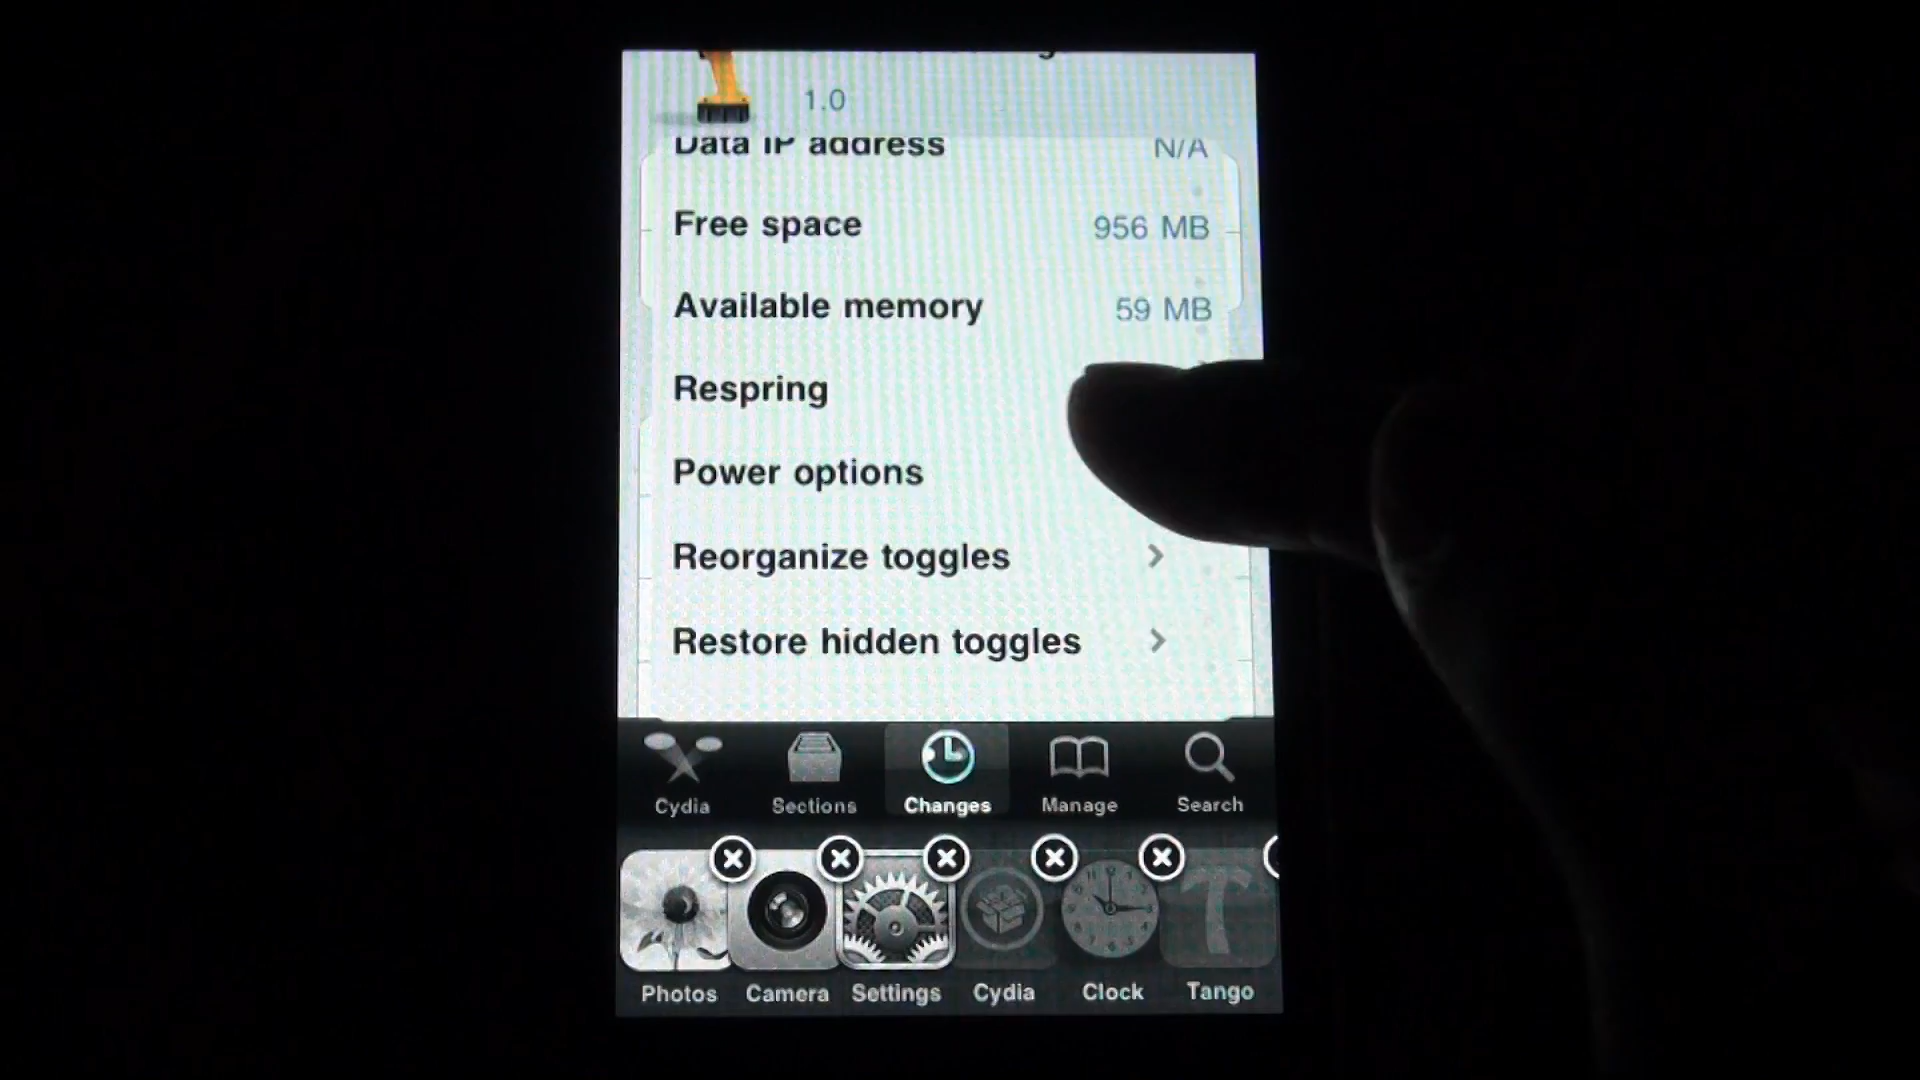 1.0
Data IP address N/A
Free space 956 MB
Available memory 59 MB
Respring
Power options
Reorganize toggles
Restore hidden toggles
Cydia Sections Changes Manage Search
Photos Camera Settings Cydia Clock Tango